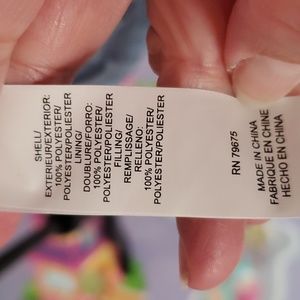 SHELL/
EXTERIEUR/EXTERIOR:
100% POLYESTER/
POLYESTER/POLIESTER
LINING/
DOUBLURE/FORRO:
100% POLYESTER/
POLYESTER/POLIESTER
FILLING/
REMPLISSAGE/
RELLENO:
100% POLYESTER/
POLYESTER/POLIESTER
RN 79675
MADE IN CHINA
FABRIQUE EN CHINE
HECHO EN CHINA